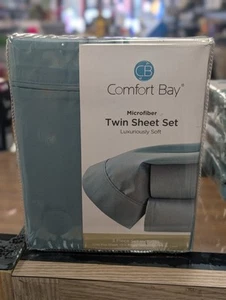 CB
Comfort Bay®
Microfiber
Twin Sheet Set
Luxuriously Soft